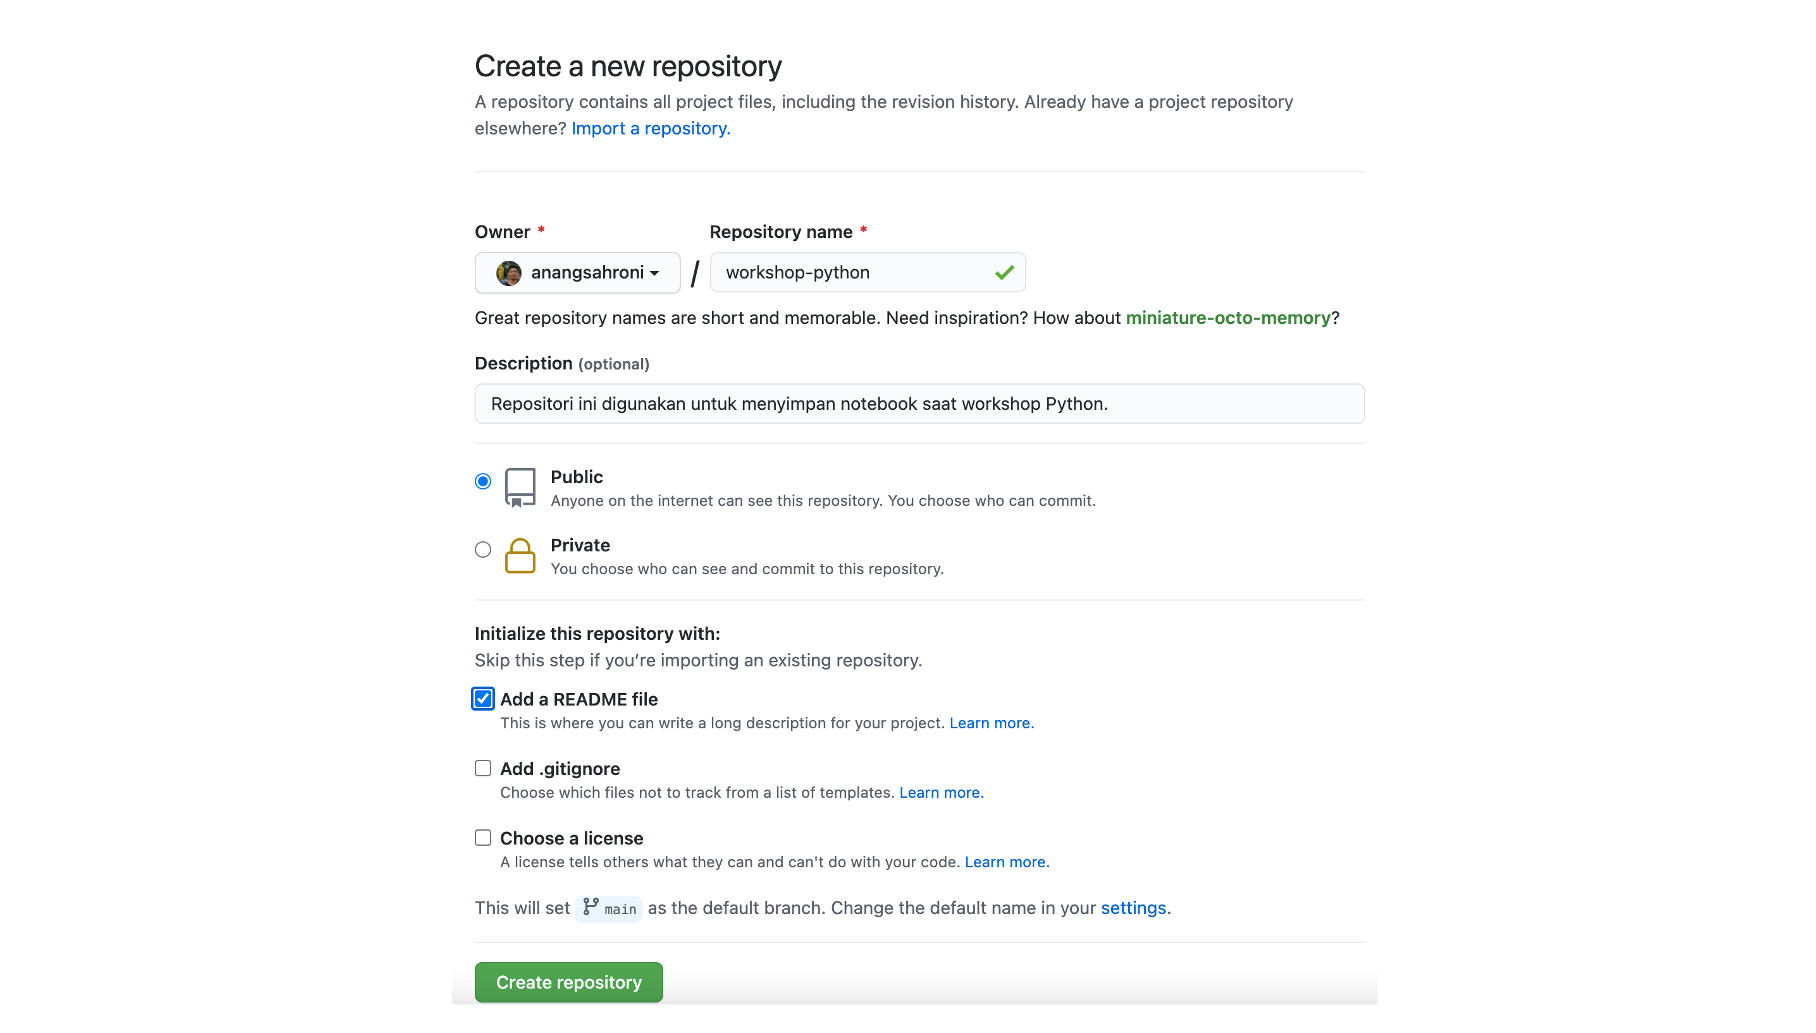 Create a new repository
A repository contains all project files, including the revision history. Already have a project repository
elsewhere? Import a repository.
Owner *
Repository name *
anangsahroni
/
workshop-python
Great repository names are short and memorable. Need inspiration? How about miniature-octo-memory?
Description (optional)
Repositori ini digunakan untuk menyimpan notebook saat workshop Python.
Public
Anyone on the internet can see this repository. You choose who can commit.
Private
You choose who can see and commit to this repository.
Initialize this repository with:
Skip this step if you’re importing an existing repository.
Add a README file
This is where you can write a long description for your project. Learn more.
Add .gitignore
Choose which files not to track from a list of templates. Learn more.
Choose a license
A license tells others what they can and can't do with your code. Learn more.
This will set main as the default branch. Change the default name in your settings.
Create repository